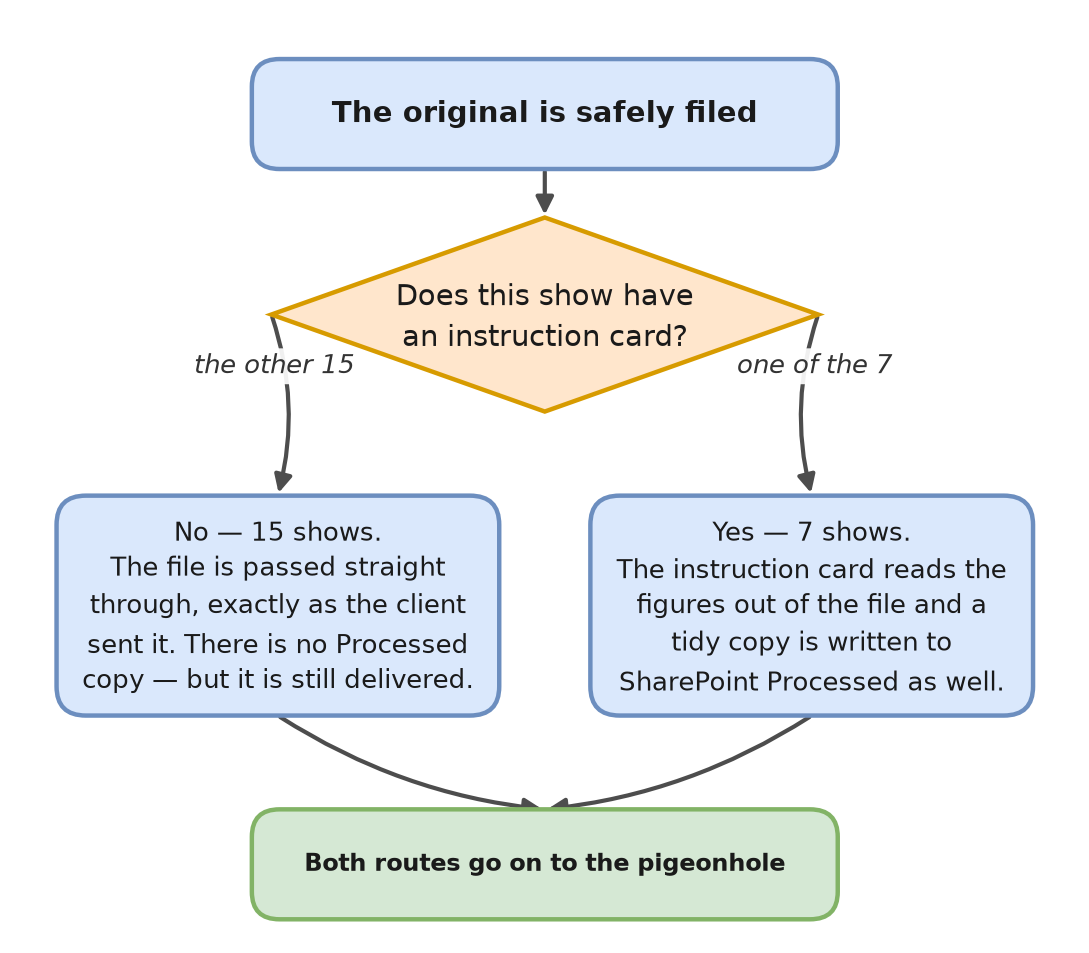 The original is safely filed
Does this show have
an instruction card?
the other 15
one of the 7
No — 15 shows.
The file is passed straight
through, exactly as the client
sent it. There is no Processed
copy — but it is still delivered.
Yes — 7 shows.
The instruction card reads the
figures out of the file and a
tidy copy is written to
SharePoint Processed as well.
Both routes go on to the pigeonhole